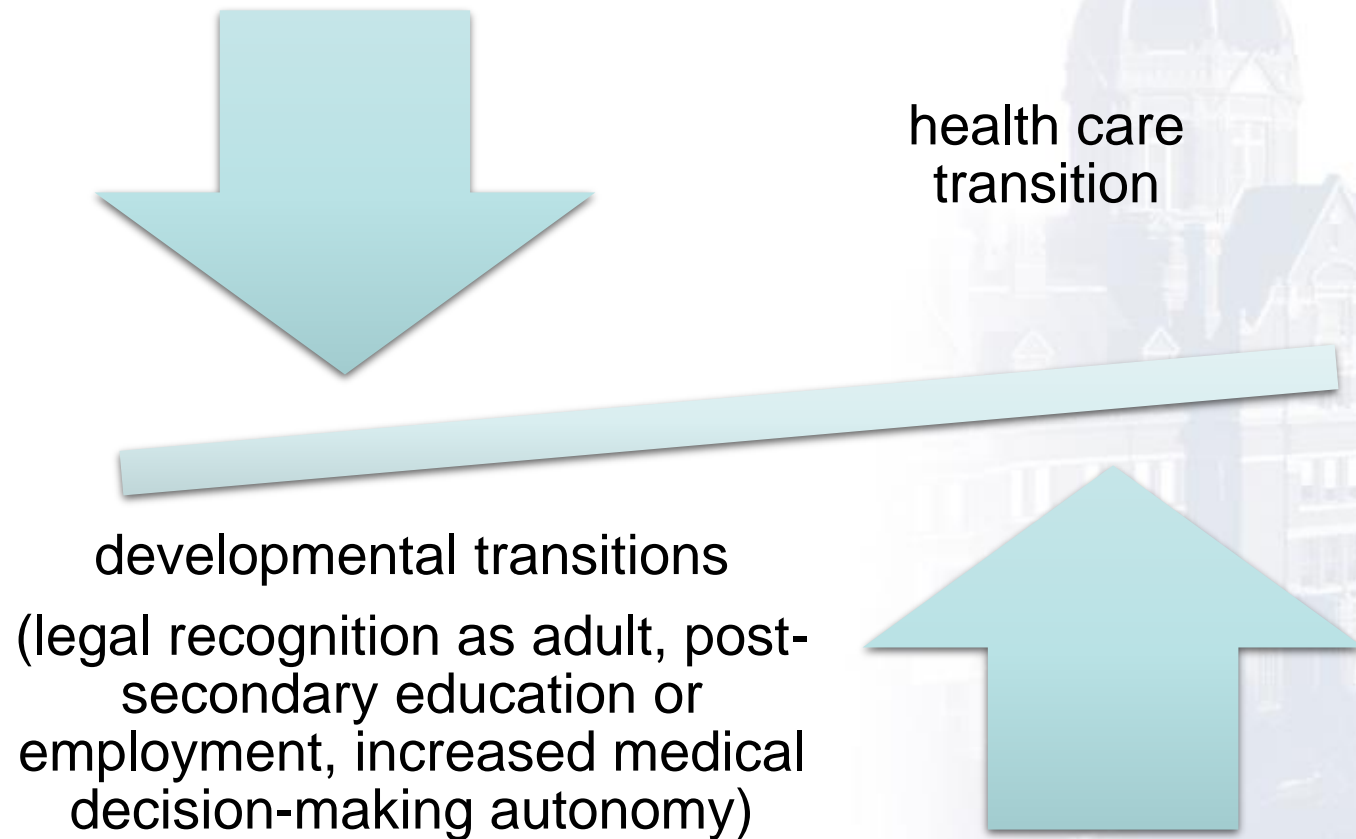 health care
transition
developmental transitions
(legal recognition as adult, post-
secondary education or
employment, increased medical
decision-making autonomy)